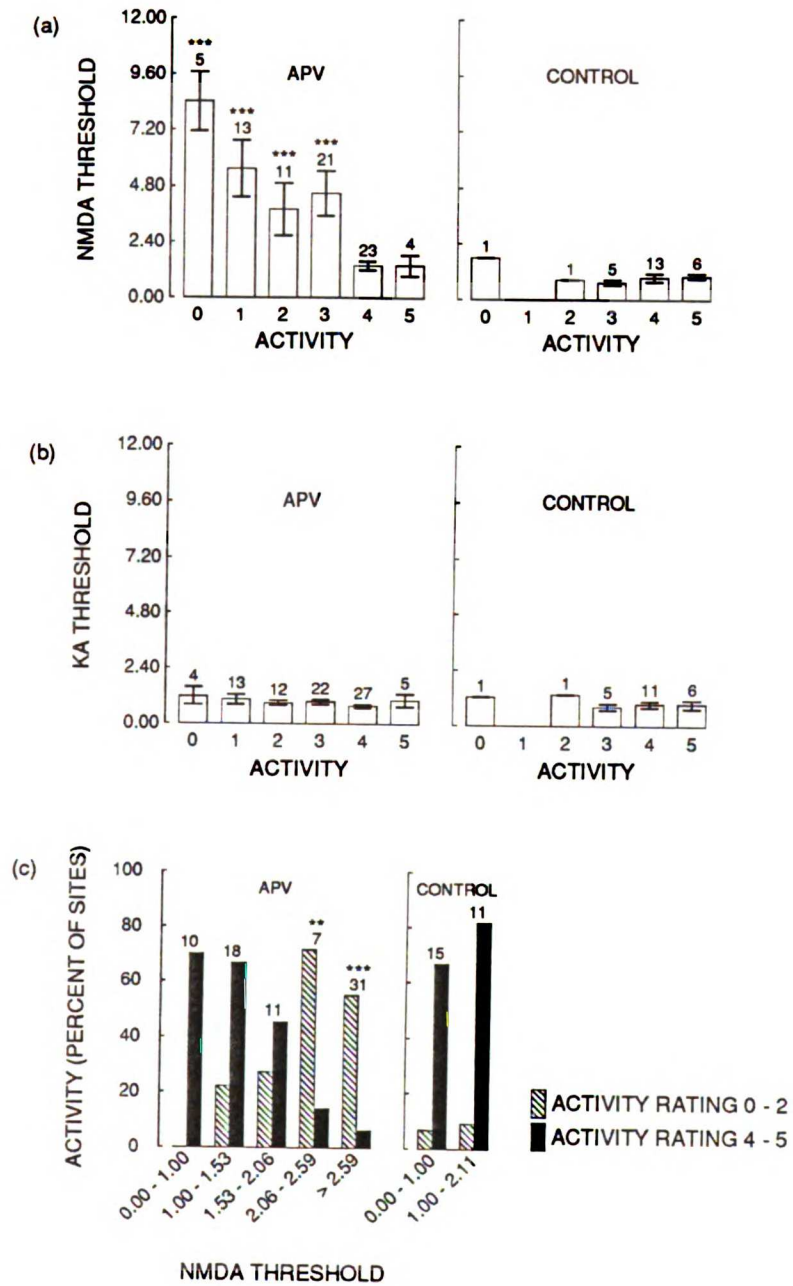 (a)
NMDA THRESHOLD
12.00
9.60
7.20
4.80
2.40
0.00
APV
***
5
***
13
***
11
***
21
23
4
0 1 2 3 4 5
ACTIVITY
CONTROL
1
1
5
13
6
0 1 2 3 4 5
ACTIVITY
(b)
KA THRESHOLD
12.00
9.60
7.20
4.80
2.40
0.00
APV
4
13
12
22
27
5
0 1 2 3 4 5
ACTIVITY
CONTROL
1
1
5
11
6
0 1 2 3 4 5
ACTIVITY
(c)
ACTIVITY (PERCENT OF SITES)
100
80
60
40
20
0
APV
10
18
11
**
7
***
31
0.00 - 1.00
1.00 - 1.53
1.53 - 2.06
2.06 - 2.59
> 2.59
CONTROL
15
11
0.00 - 1.00
1.00 - 2.11
NMDA THRESHOLD
ACTIVITY RATING 0 - 2
ACTIVITY RATING 4 - 5